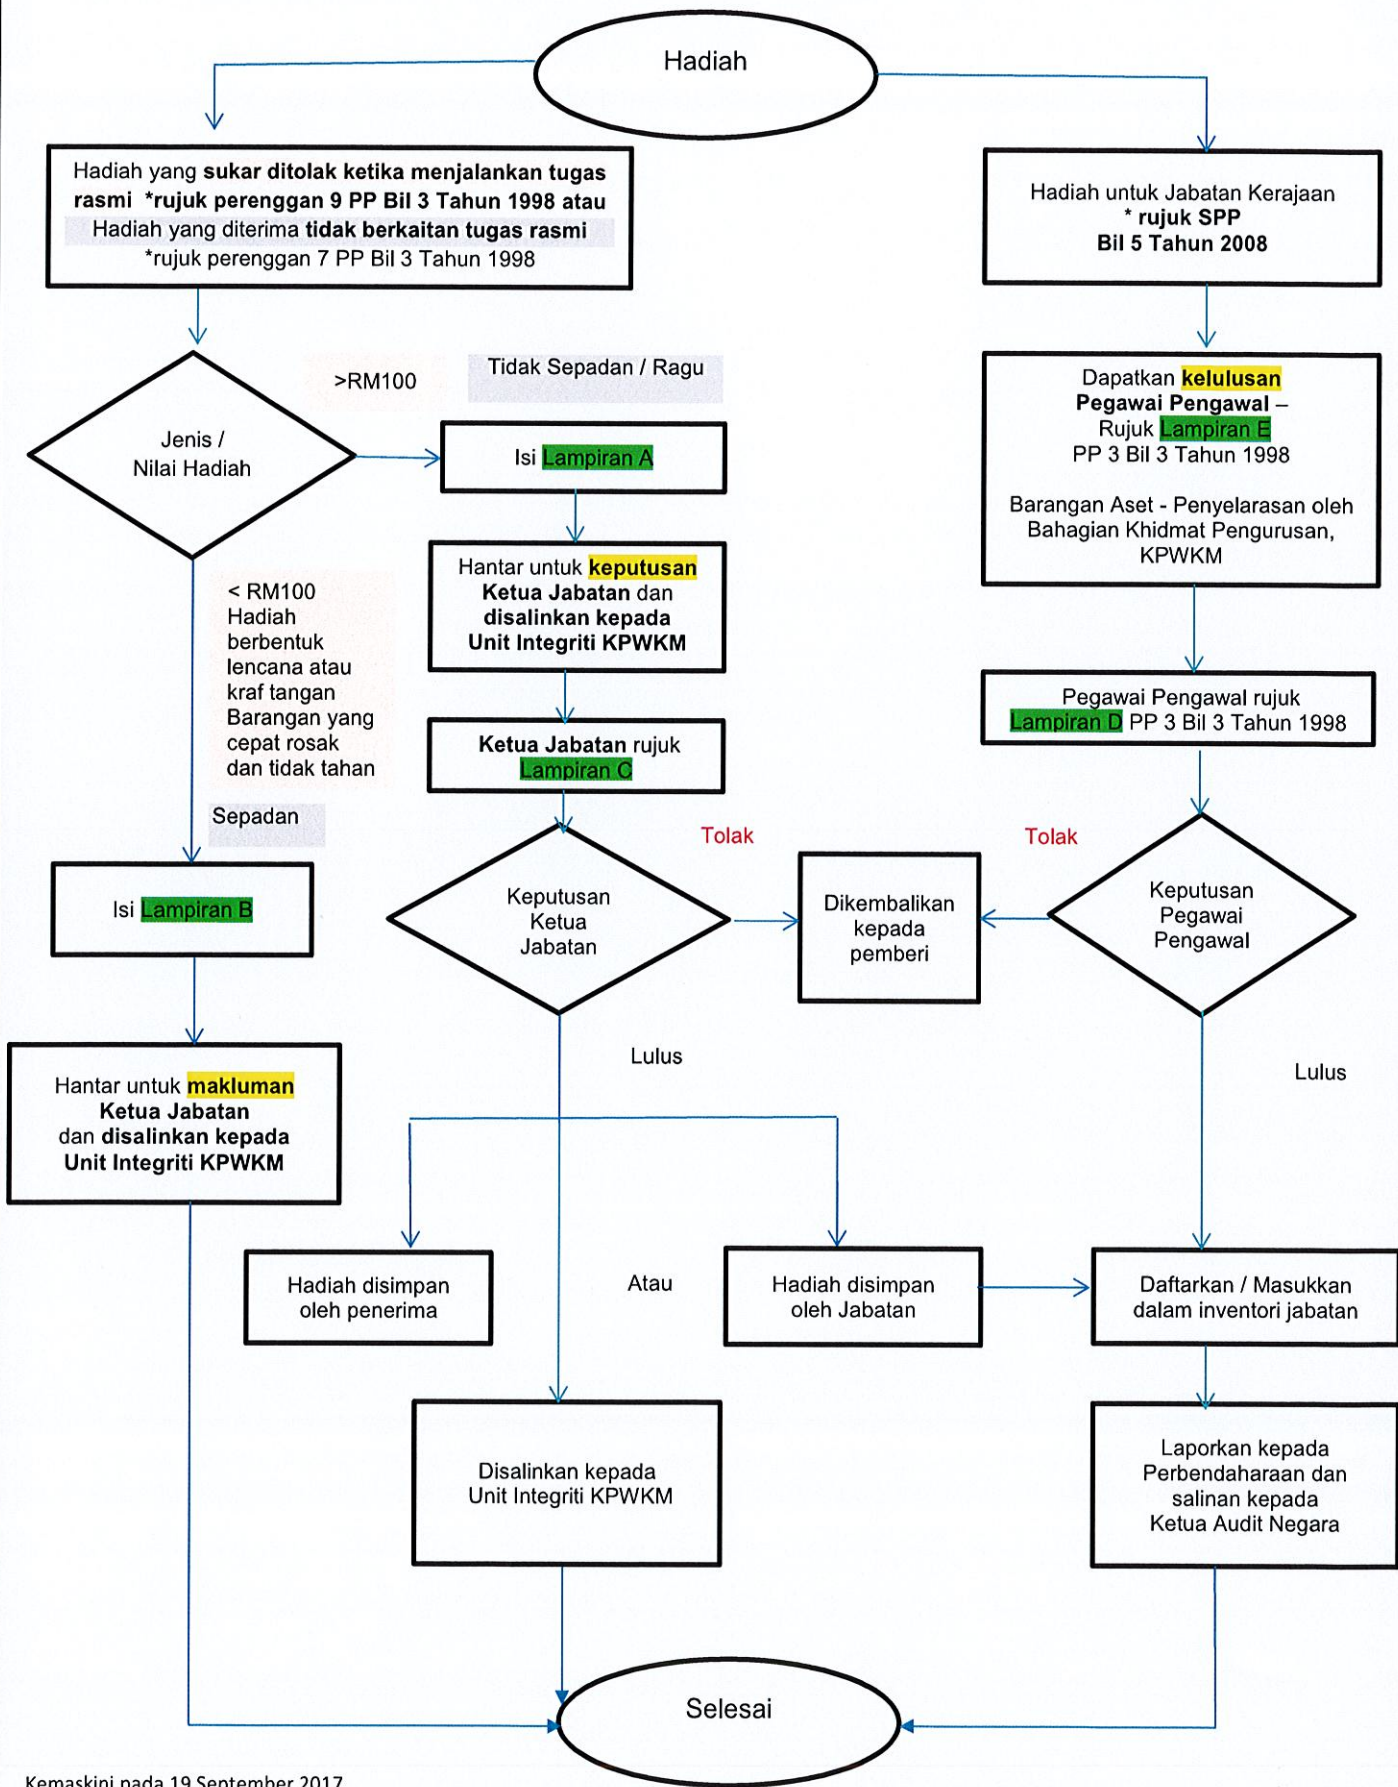 Hadiah
Hadiah yang sukar ditolak ketika menjalankan tugas
rasmi *rujuk perenggan 9 PP Bil 3 Tahun 1998 atau
Hadiah yang diterima tidak berkaitan tugas rasmi
*rujuk perenggan 7 PP Bil 3 Tahun 1998
Hadiah untuk Jabatan Kerajaan
* rujuk SPP
Bil 5 Tahun 2008
Jenis /
Nilai Hadiah
>RM100
Tidak Sepadan / Ragu
Isi Lampiran A
Hantar untuk keputusan
Ketua Jabatan dan
disalinkan kepada
Unit Integriti KPWKM
Ketua Jabatan rujuk
Lampiran C
Dapatkan kelulusan
Pegawai Pengawal –
Rujuk Lampiran E
PP 3 Bil 3 Tahun 1998
Barangan Aset - Penyelarasan oleh
Bahagian Khidmat Pengurusan,
KPWKM
Pegawai Pengawal rujuk
Lampiran D PP 3 Bil 3 Tahun 1998
< RM100
Hadiah
berbentuk
lencana atau
kraf tangan
Barangan yang
cepat rosak
dan tidak tahan
Sepadan
Isi Lampiran B
Hantar untuk makluman
Ketua Jabatan
dan disalinkan kepada
Unit Integriti KPWKM
Keputusan
Ketua
Jabatan
Tolak
Dikembalikan
kepada
pemberi
Tolak
Keputusan
Pegawai
Pengawal
Lulus
Lulus
Hadiah disimpan
oleh penerima
Atau
Hadiah disimpan
oleh Jabatan
Daftarkan / Masukkan
dalam inventori jabatan
Disalinkan kepada
Unit Integriti KPWKM
Laporkan kepada
Perbendaharaan dan
salinan kepada
Ketua Audit Negara
Selesai
Kemaskini pada 19 September 2017